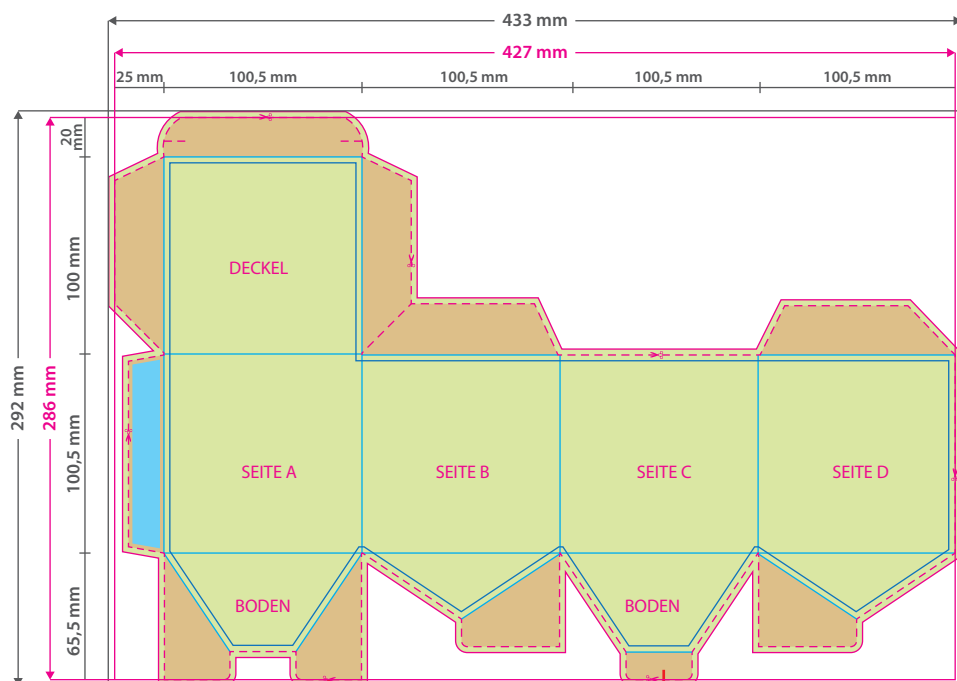 433 mm
427 mm
25 mm
100,5 mm
100,5 mm
100,5 mm
100,5 mm
292 mm
286 mm
20
mm
100 mm
100,5 mm
65,5 mm
DECKEL
SEITE A
SEITE B
SEITE C
SEITE D
BODEN
BODEN